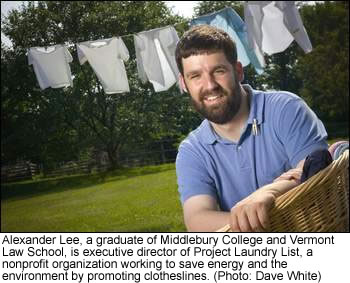 Alexander Lee, a graduate of Middlebury College and Vermont
Law School, is executive director of Project Laundry List, a
nonprofit organization working to save energy and the
environment by promoting clotheslines. (Photo: Dave White)